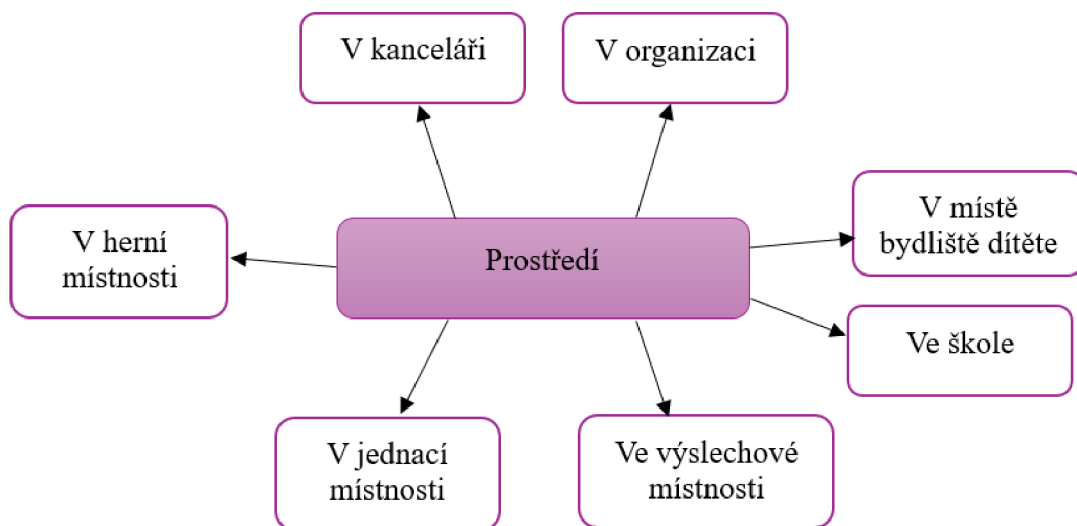 V kanceláři
V organizaci
V místě
bydliště dítěte
V herní
místnosti
Prostředí
Ve škole
V jednací
místnosti
Ve výslechové
místnosti